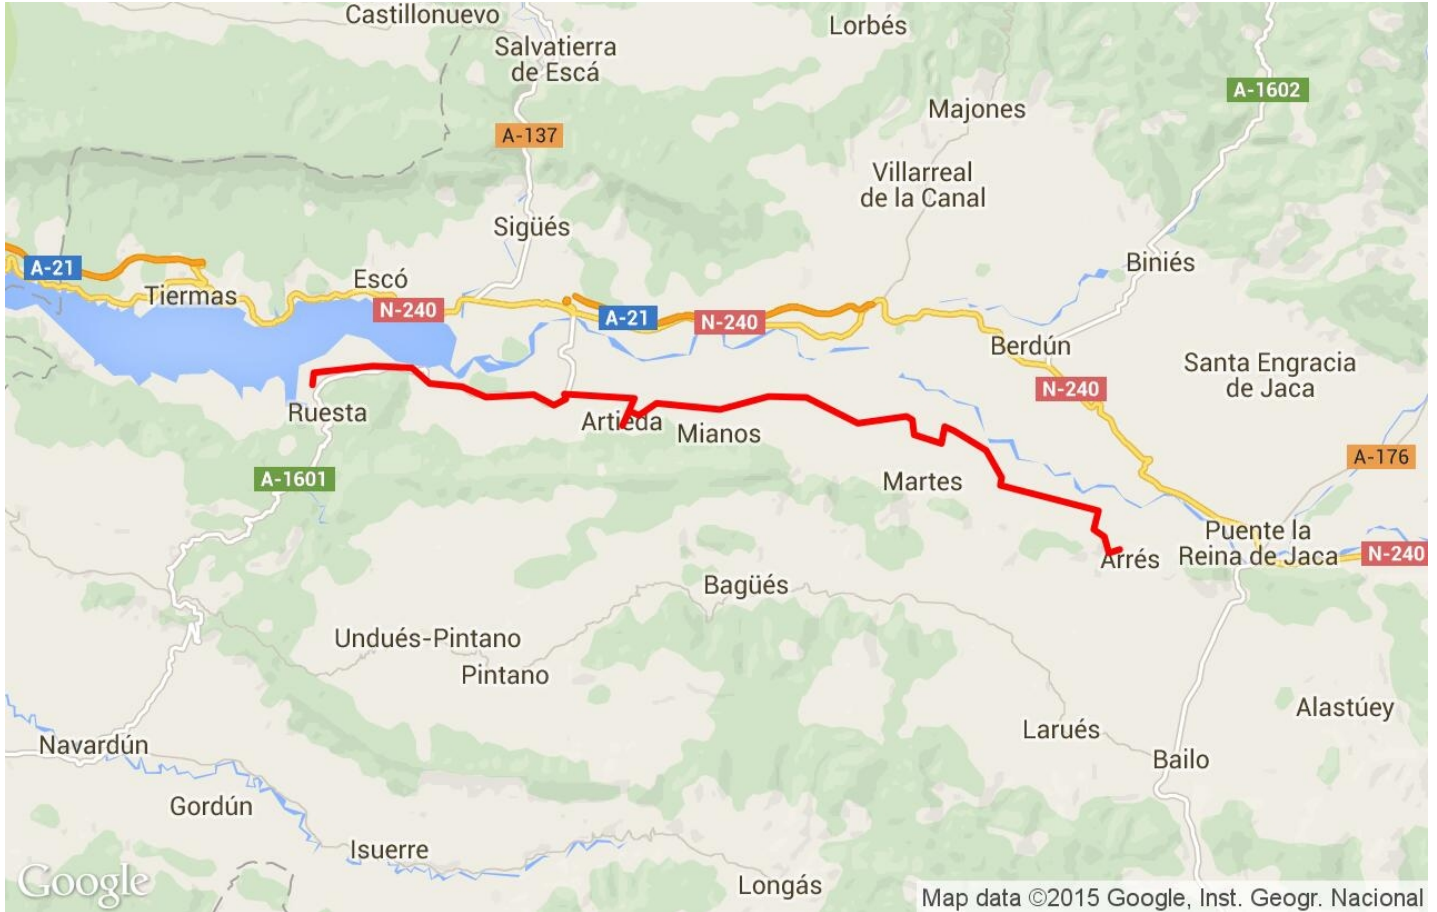 Castillonuevo
Lorbés
Salvatierra
de Escá
A-1602
Majones
A-137
Villarreal
de la Canal
Sigüés
Biniés
A-21
Escó
Tiermas
N-240
A-21
N-240
Berdún
Santa Engracia
de Jaca
N-240
Ruesta
Artieda
Mianos
A-176
A-1601
Martes
Puente la
Reina de Jaca
N-240
Arrés
Bagüés
Undués-Pintano
Pintano
Alastúey
Larués
Navardún
Bailo
Gordún
Isuerre
Google
Longás
Map data ©2015 Google, Inst. Geogr. Nacional